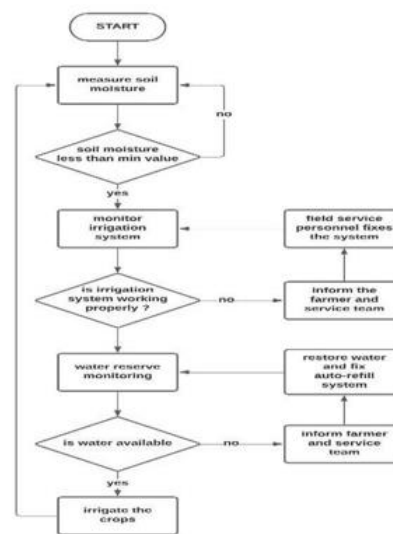 START
measure soil
moisture
no
soil moisture
less than min value
yes
monitor
irrigation
system
field service
personnel fixes
the system
is irrigation
system working
properly ?
no
inform the
farmer and
service team
water reserve
monitoring
restore water
and fix
auto-refill
system
is water available
no
inform farmer
and service
team
yes
irrigate the
crops